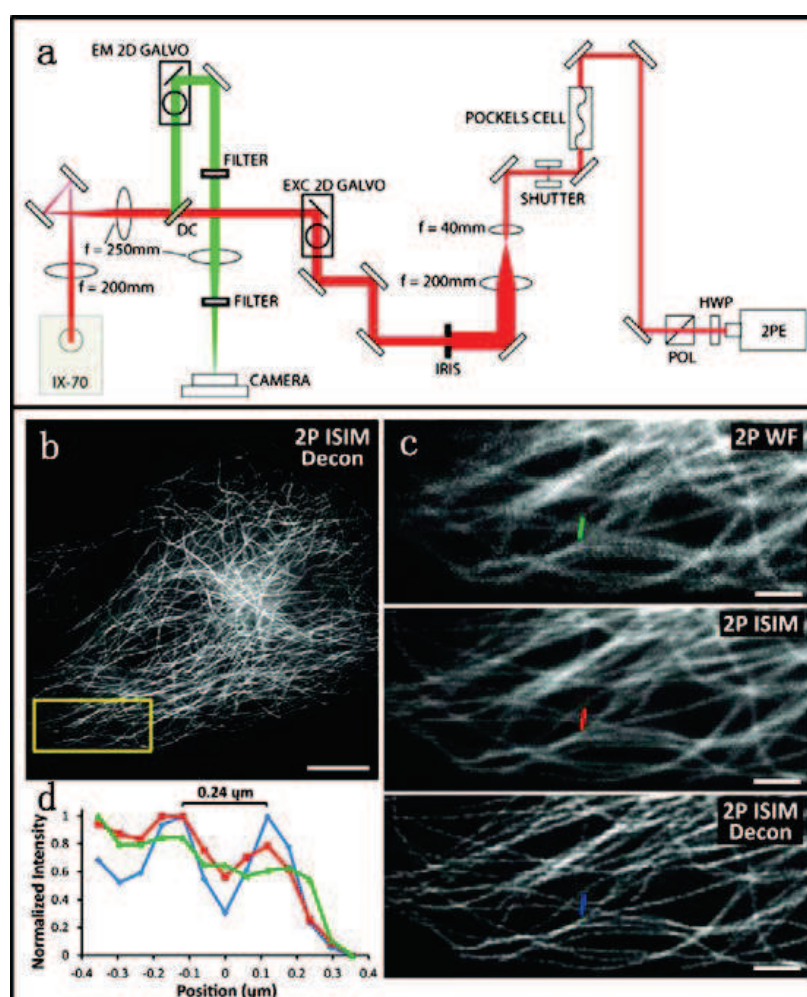 a
EM 2D GALVO
FILTER
EXC 2D GALVO
POCKELS CELL
SHUTTER
DC
f = 40mm
f = 250mm
f = 200mm
f = 200mm
FILTER
HWP
2PE
POL
IRIS
IX-70
CAMERA
b
2P ISIM
Decon
c
2P WF
2P ISIM
2P ISIM
Decon
d
0.24 µm
Normalized Intensity
1
0.8
0.6
0.4
0.2
0
-0.4 -0.3 -0.2 -0.1 0 0.1 0.2 0.3 0.4
Position (µm)